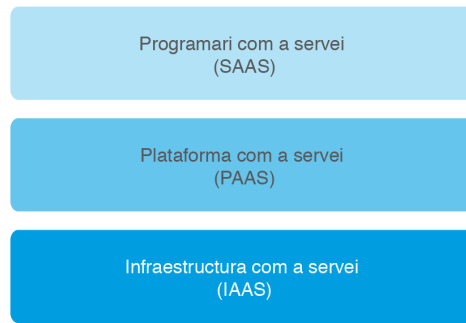 Programari com a servei
(SAAS)
Plataforma com a servei
(PAAS)
Infraestructura com a servei
(IAAS)